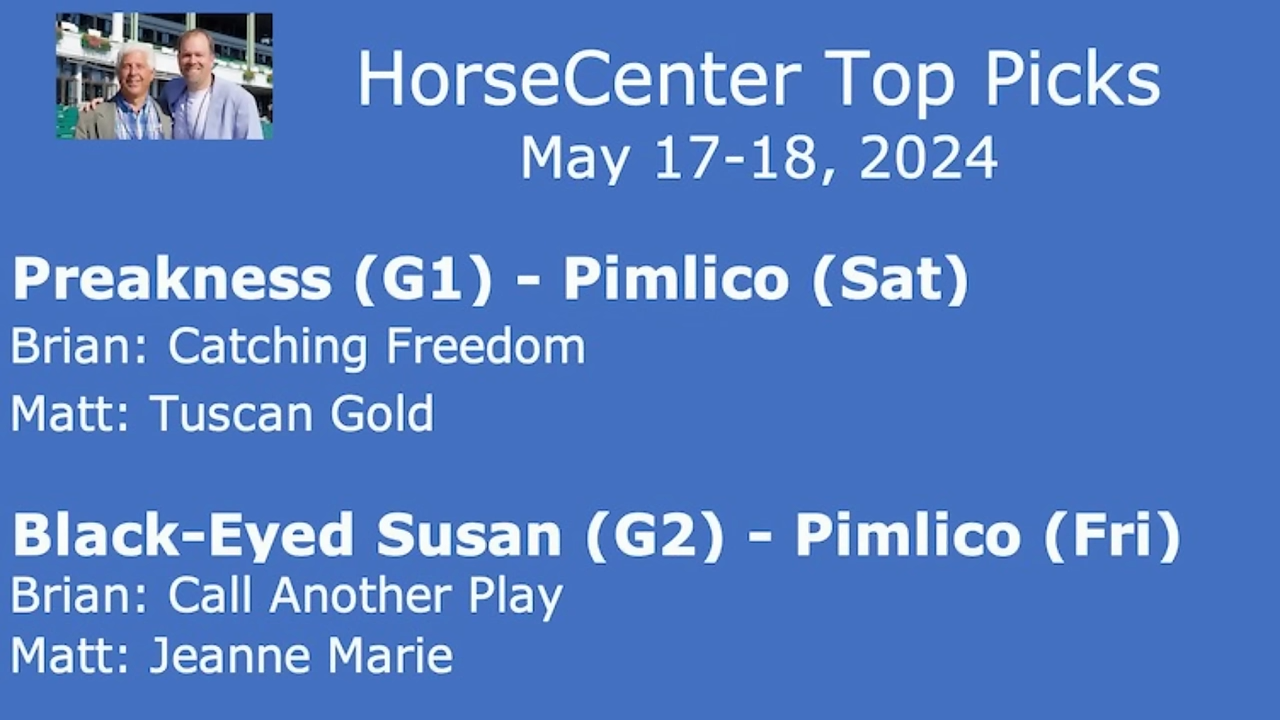 HorseCenter Top Picks
May 17-18, 2024
Preakness (G1) - Pimlico (Sat)
Brian: Catching Freedom
Matt: Tuscan Gold
Black-Eyed Susan (G2) - Pimlico (Fri)
Brian: Call Another Play
Matt: Jeanne Marie